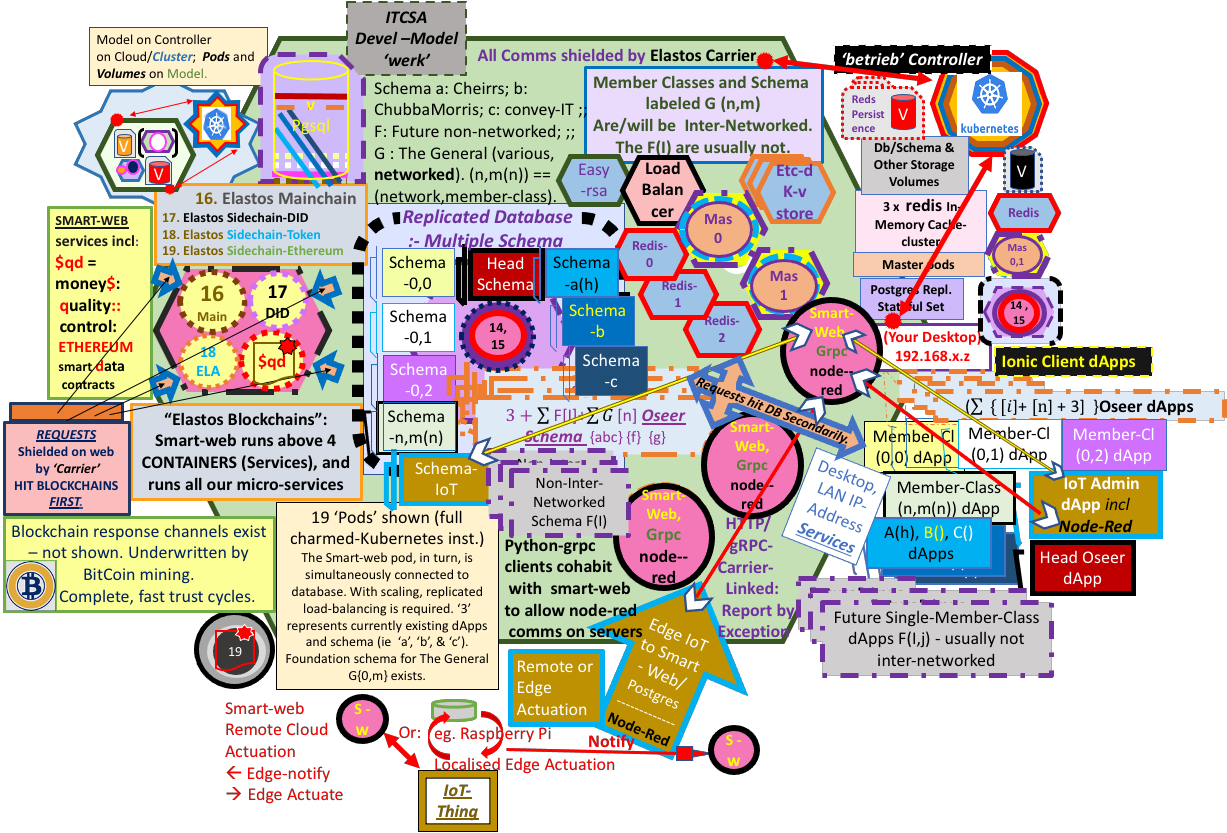 ITCSA
Devel –Model
‘werk’
Model on Controller
on Cloud/Cluster; Pods and
Volumes on Model.
V
V
Pgsql
All Comms shielded by Elastos Carrier
Schema a: Cheirrs; b:
ChubbaMorris; c: convey-IT ;;
F: Future non-networked; ;;
G : The General (various,
networked). (n,m(n)) ==
(network,member-class).
Member Classes and Schema
labeled G (n,m)
Are/will be Inter-Networked.
The F(I) are usually not.
‘betrieb’ Controller
Reds
Persist
ence
V
kubernetes
Db/Schema &
Other Storage
Volumes
V
3 x redis In-
Memory Cache-
cluster
Redis
Master pods
Mas
0,1
Postgres Repl.
Stateful Set
14,
15
(Your Desktop)
192.168.x.z
Ionic Client dApps
Easy
-rsa
Load
Balan
cer
Etc-d
K-v
store
Mas
0
Mas
1
Redis-
0
Redis-
1
Redis-
2
16. Elastos Mainchain
17. Elastos Sidechain-DID
18. Elastos Sidechain-Token
19. Elastos Sidechain-Ethereum
SMART-WEB
services incl:
$qd =
money$:
quality::
control:
ETHEREUM
smart data
contracts
16
Main
17
DID
18
ELA
$qd
Replicated Database
:- Multiple Schema
Schema
-0,0
Head
Schema
Schema
-a(h)
Schema
-0,1
14,
15
Schema
-b
Schema
-0,2
Schema
-c
Schema
-n,m(n)
Schema-
IoT
3 + ∑ F[I]+∑ G [n] Oseer
Schema {abc} {f} {g}
Non-Inter-
Networked
Schema F(I)
Smart-
Web,
Grpc
node--
red
Requests hit DB Secondarily.
Smart-
Web,
Grpc
node--
red
Smart-
Web,
Grpc
node--
red
REQUESTS
Shielded on web
by ‘Carrier’
HIT BLOCKCHAINS
FIRST.
“Elastos Blockchains”:
Smart-web runs above 4
CONTAINERS (Services), and
runs all our micro-services
Blockchain response channels exist
– not shown. Underwritten by
BitCoin mining.
Complete, fast trust cycles.
19
19 ‘Pods’ shown (full
charmed-Kubernetes inst.)
The Smart-web pod, in turn, is
simultaneously connected to
database. With scaling, replicated
load-balancing is required. ‘3’
represents currently existing dApps
and schema (ie ‘a’, ‘b’, & ‘c’).
Foundation schema for The General
G{0,m} exists.
Python-grpc
clients cohabit
with smart-web
to allow node-red
comms on servers
HTTP/
gRPC-
Carrier-
Linked:
Report by
Exception
Desktop,
LAN IP-
Address
Services
(∑ { [i]+ [n] + 3 }Oseer dApps
Member-Cl
(0,0) dApp
Member-Cl
(0,1) dApp
Member-Cl
(0,2) dApp
Member-Class
(n,m(n)) dApp
IoT Admin
dApp incl
Node-Red
A(h), B(), C()
dApps
Head Oseer
dApp
Future Single-Member-Class
dApps F(I,j) - usually not
inter-networked
Remote or
Edge
Actuation
Edge IoT
to Smart
- Web/
Postgres
-------------
Node-Red
Smart-web
Remote Cloud
Actuation
← Edge-notify
→ Edge Actuate
S -
w
Or: eg. Raspberry Pi
Localised Edge Actuation
Notify
S -
w
IoT-
Thing